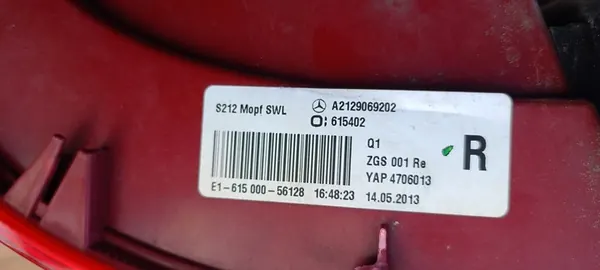 S212 Mopf SWL A2129069202
615402
Q1
ZGS 001 Re
R
YAP 4706013
E1-615 000-56128 16:48:23 14.05.2013